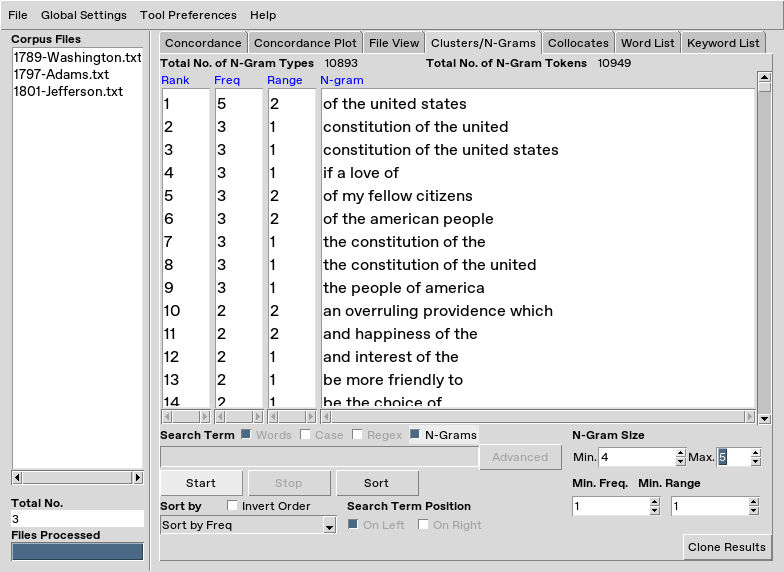 File Global Settings Tool Preferences Help
Corpus Files
1789-Washington.txt
1797-Adams.txt
1801-Jefferson.txt
Total No.
3
Files Processed
Concordance Concordance Plot File View Clusters/N-Grams Collocates Word List Keyword List
Total No. of N-Gram Types 10893 Total No. of N-Gram Tokens 10949
Rank Freq Range N-gram
1 5 2 of the united states
2 3 1 constitution of the united
3 3 1 constitution of the united states
4 3 1 if a love of
5 3 2 of my fellow citizens
6 3 2 of the american people
7 3 1 the constitution of the
8 3 1 the constitution of the united
9 3 1 the people of america
10 2 2 an overruling providence which
11 2 2 and happiness of the
12 2 1 and interest of the
13 2 1 be more friendly to
14 2 1 be the choice of
Search Term Words Case Regex N-Grams N-Gram Size
Advanced Min. 4 Max. 5
Start Stop Sort Min. Freq. Min. Range
Sort by Invert Order Search Term Position 1 1
Sort by Freq On Left On Right
Clone Results